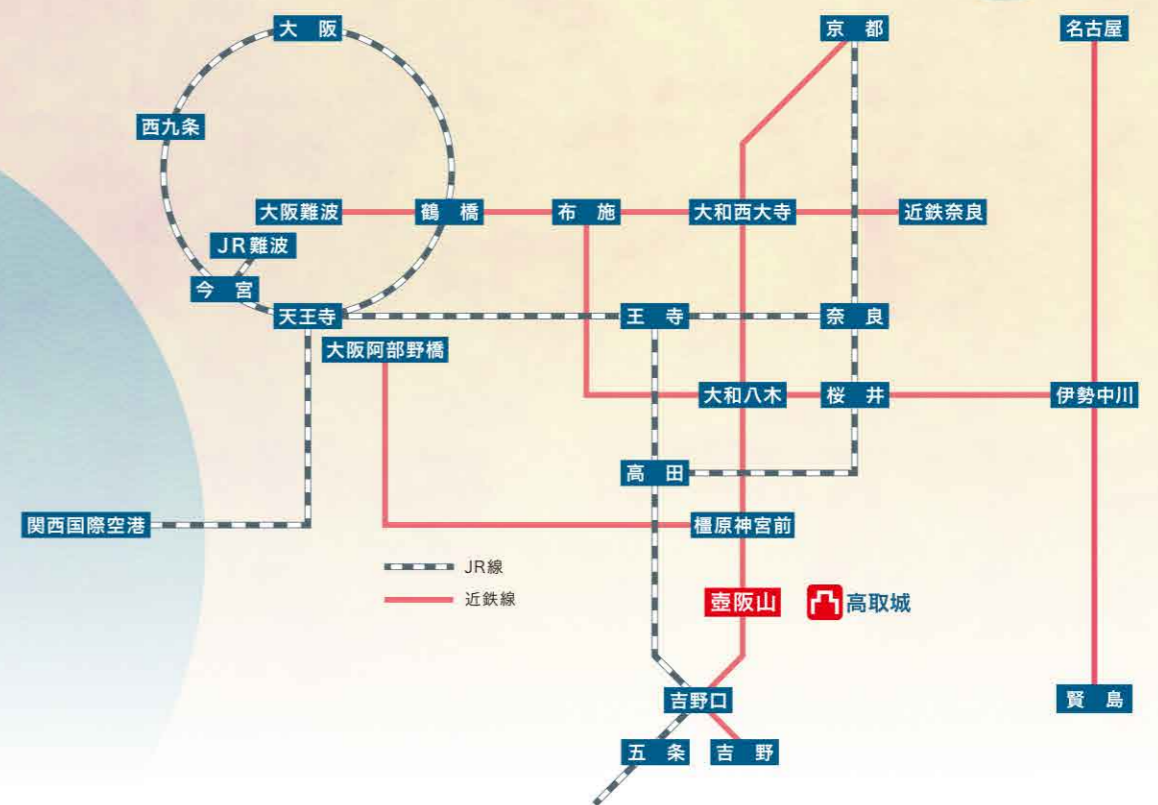 大阪
京都
名古屋
西九条
大阪難波
鶴橋
布施
大和西大寺
近鉄奈良
JR難波
今宮
天王寺
王寺
奈良
大阪阿部野橋
大和八木
桜井
伊勢中川
高田
関西国際空港
橿原神宮前
JR線
近鉄線
壺阪山
高取城
吉野口
賢島
五条
吉野